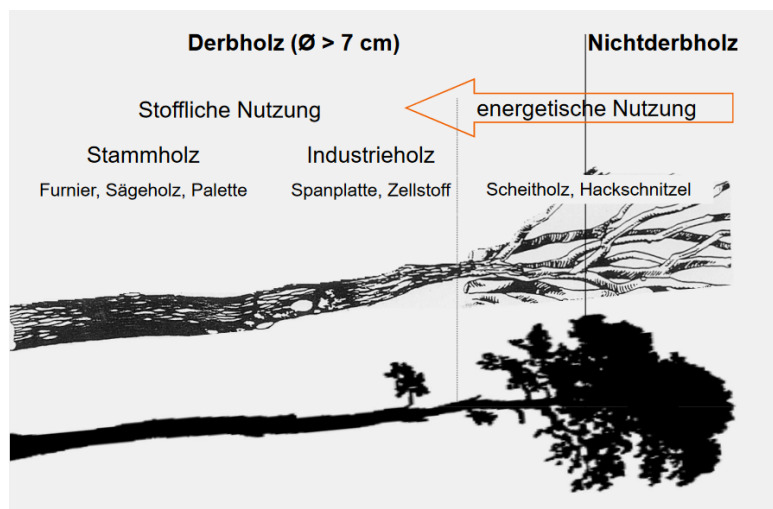 Derbholz (Ø > 7 cm)
Nichtderbholz
Stoffliche Nutzung
energetische Nutzung
Stammholz
Industrieholz
Furnier, Sägeholz, Palette
Spanplatte, Zellstoff
Scheitholz, Hackschnitzel